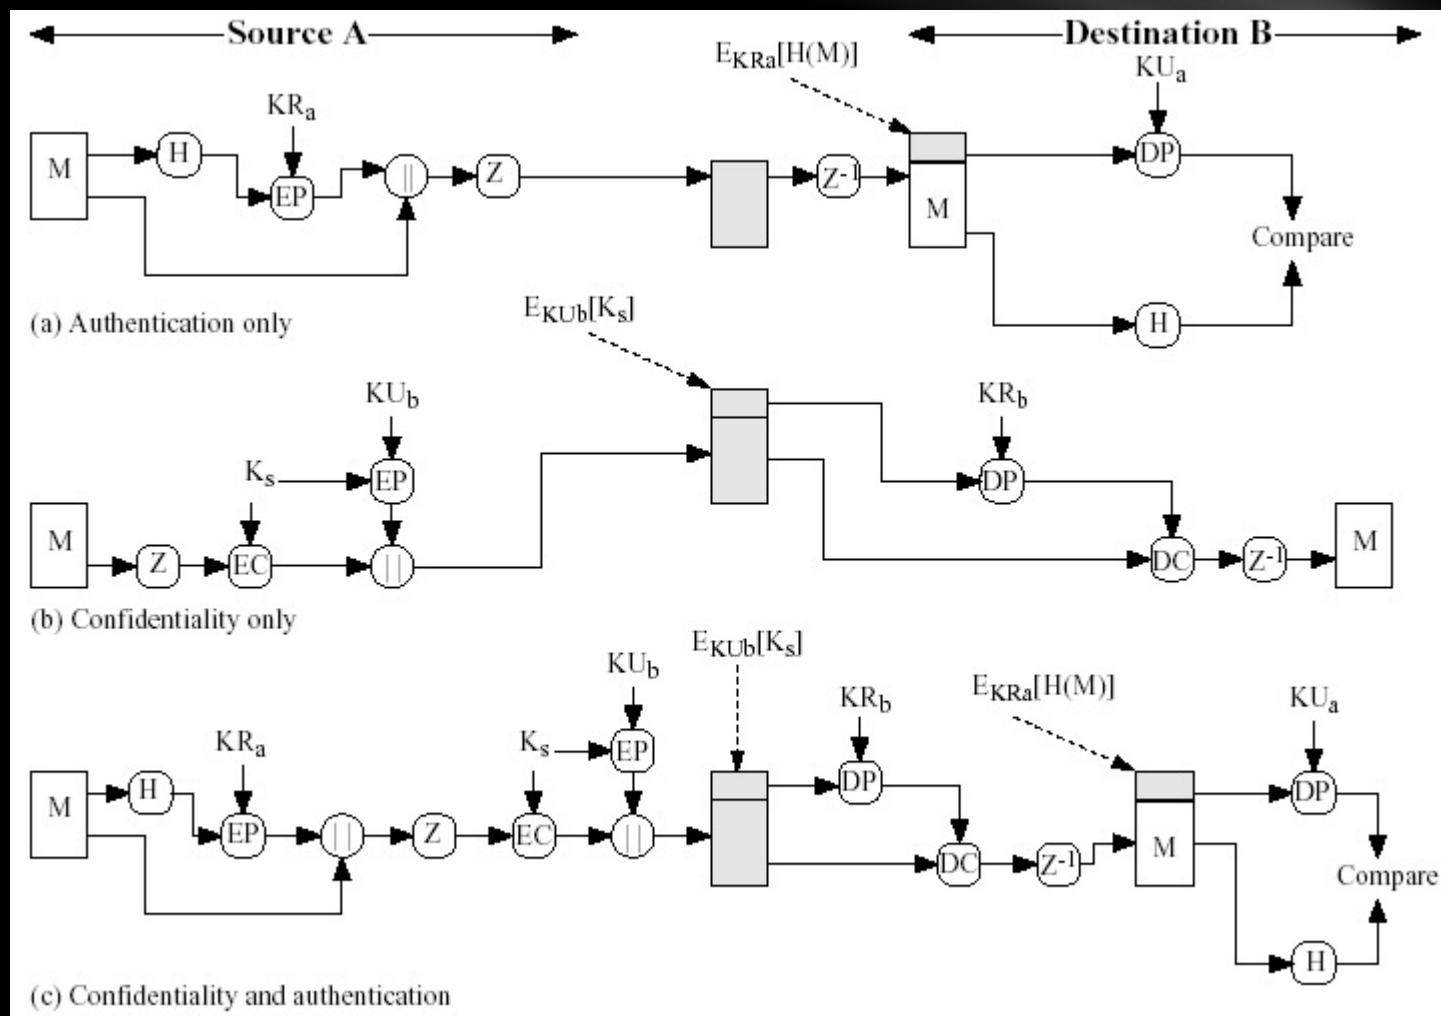 Source A
Destination B
E_KRa[H(M)]
KU_a
KR_a
M
H
EP
||
Z
Z⁻¹
M
DP
Compare
H
(a) Authentication only
E_KUb[K_s]
KU_b
KR_b
K_s
EP
DP
M
Z
EC
||
DC
Z⁻¹
M
(b) Confidentiality only
E_KUb[K_s]
KU_b
KR_b
E_KRa[H(M)]
KU_a
KR_a
K_s
EP
DP
DP
M
H
EP
||
Z
EC
||
DC
Z⁻¹
M
Compare
H
(c) Confidentiality and authentication